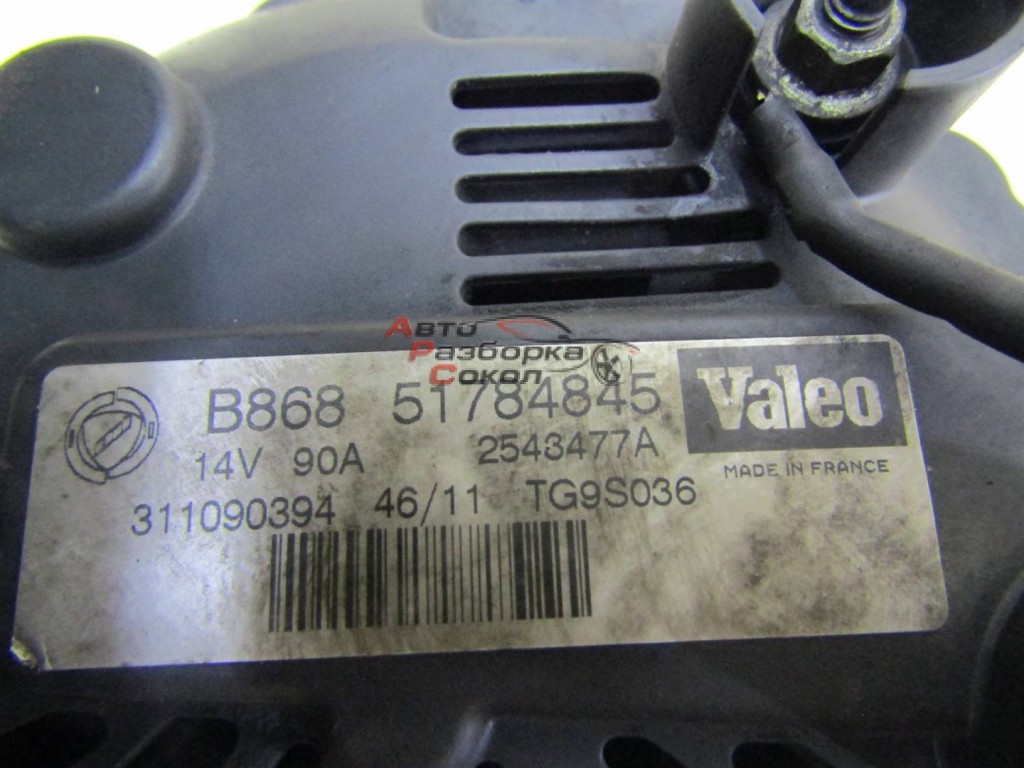 Авто
Разборка
Сокол
B868 51784845
Valeo
14V 90A 2543477A
MADE IN FRANCE
311090394 46/11 TG9S036